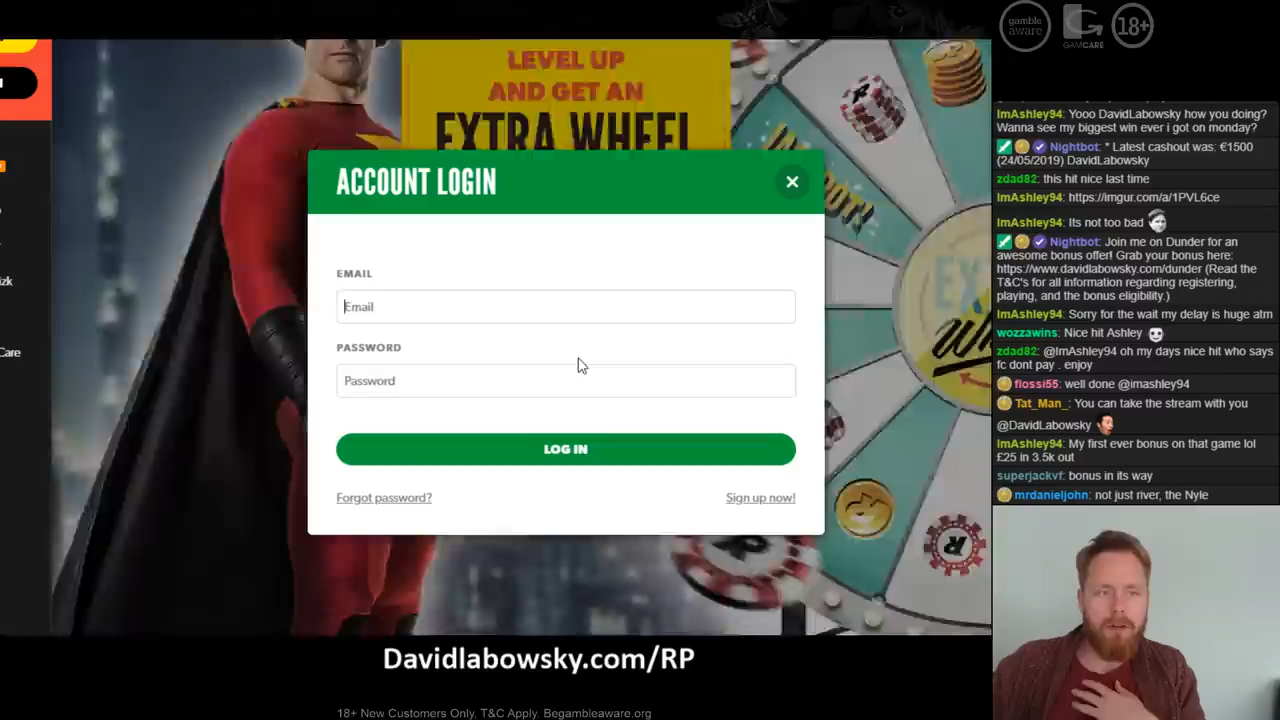 LEVEL UP
AND GET AN
EXTRA WHEEL
ACCOUNT LOGIN
EMAIL
Email
PASSWORD
Password
LOG IN
Forgot password?
Sign up now!
Davidlabowsky.com/RP
18+ New Customers Only, T&C Apply. Begambleaware.org
gamble
aware
GAMCARE
18+
ImAshley94: Yooo DavidLabowsky how you doing?
Wanna see my biggest win ever i got on monday?
Nightbot: * Latest cashout was: €1500
(24/05/2019) DavidLabowsky
zdad82: this hit nice last time
ImAshley94: https://imgur.com/a/1PVL6ce
ImAshley94: Its not too bad
Nightbot: Join me on Dunder for an
awesome bonus offer! Grab your bonus here:
https://www.davidlabowsky.com/dunder (Read the
T&C's for all information regarding registering,
playing, and the bonus eligibility.)
ImAshley94: Sorry for the wait my delay is huge atm
wozzawins: Nice hit Ashley
zdad82: @ImAshley94 oh my days nice hit who says
fc dont pay . enjoy
flossi55: well done @imashley94
Tat_Man_: You can take the stream with you
@DavidLabowsky
ImAshley94: My first ever bonus on that game lol
£25 in 3.5k out
superjackvf: bonus in its way
mrdanieljohn: not just river, the Nyle
zk
Care